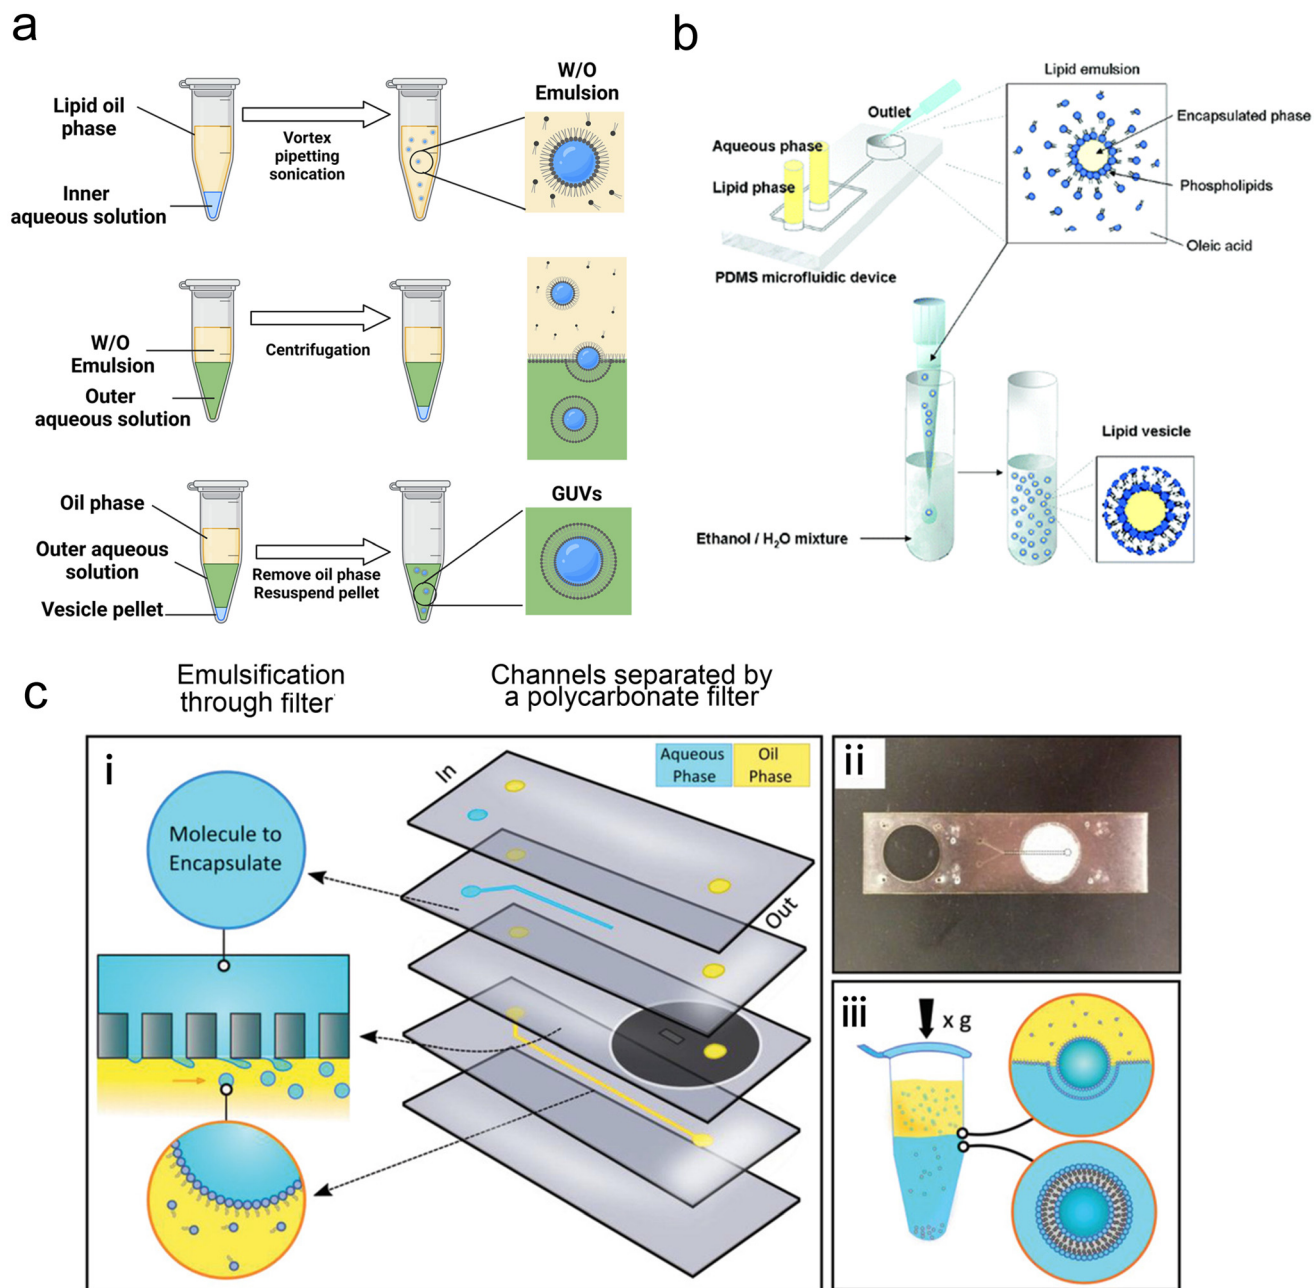 a
Lipid oil
phase
Inner
aqueous solution
Vortex
pipetting
sonication
W/O
Emulsion
W/O
Emulsion
Outer
aqueous solution
Centrifugation
Oil phase
Outer aqueous
solution
Vesicle pellet
Remove oil phase
Resuspend pellet
GUVs
b
Lipid emulsion
Outlet
Aqueous phase
Lipid phase
Encapsulated phase
Phospholipids
Oleic acid
PDMS microfluidic device
Lipid vesicle
Ethanol / H₂O mixture
c
Emulsification
through filter
Channels separated by
a polycarbonate filter
i
Molecule to
Encapsulate
In
Aqueous
Phase
Oil
Phase
Out
ii
iii
x g